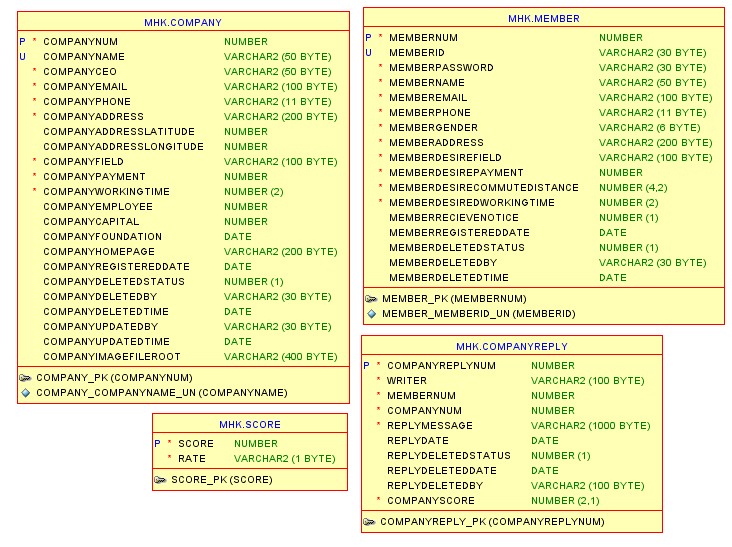 MHK.COMPANY
P * COMPANYNUM NUMBER
U COMPANYNAME VARCHAR2 (50 BYTE)
* COMPANYCEO VARCHAR2 (50 BYTE)
* COMPANYEMAIL VARCHAR2 (100 BYTE)
* COMPANYPHONE VARCHAR2 (11 BYTE)
* COMPANYADDRESS VARCHAR2 (200 BYTE)
COMPANYADDRESSLATITUDE NUMBER
COMPANYADDRESSLONGITUDE NUMBER
* COMPANYFIELD VARCHAR2 (100 BYTE)
* COMPANYPAYMENT NUMBER
* COMPANYWORKINGTIME NUMBER (2)
COMPANYEMPLOYEE NUMBER
COMPANYCAPITAL NUMBER
COMPANYFOUNDATION DATE
COMPANYHOMEPAGE VARCHAR2 (200 BYTE)
COMPANYREGISTEREDDATE DATE
COMPANYDELETEDSTATUS NUMBER (1)
COMPANYDELETEDBY VARCHAR2 (30 BYTE)
COMPANYDELETEDTIME DATE
COMPANYUPDATEDBY VARCHAR2 (30 BYTE)
COMPANYUPDATEDTIME DATE
COMPANYIMAGEFILEROOT VARCHAR2 (400 BYTE)
COMPANY_PK (COMPANYNUM)
COMPANY_COMPANYNAME_UN (COMPANYNAME)
MHK.MEMBER
P * MEMBERNUM NUMBER
U MEMBERID VARCHAR2 (30 BYTE)
* MEMBERPASSWORD VARCHAR2 (30 BYTE)
* MEMBERNAME VARCHAR2 (50 BYTE)
* MEMBEREMAIL VARCHAR2 (100 BYTE)
* MEMBERPHONE VARCHAR2 (11 BYTE)
* MEMBERGENDER VARCHAR2 (6 BYTE)
* MEMBERADDRESS VARCHAR2 (200 BYTE)
* MEMBERDESIREFIELD VARCHAR2 (100 BYTE)
* MEMBERDESIREPAYMENT NUMBER
* MEMBERDESIRECOMMUTEDISTANCE NUMBER (4,2)
* MEMBERDESIREDWORKINGTIME NUMBER (2)
MEMBERRECIEVENOTICE NUMBER (1)
MEMBERREGISTEREDDATE DATE
MEMBERDELETEDSTATUS NUMBER (1)
MEMBERDELETEDBY VARCHAR2 (30 BYTE)
MEMBERDELETEDTIME DATE
MEMBER_PK (MEMBERNUM)
MEMBER_MEMBERID_UN (MEMBERID)
MHK.COMPANYREPLY
P * COMPANYREPLYNUM NUMBER
* WRITER VARCHAR2 (100 BYTE)
* MEMBERNUM NUMBER
* COMPANYNUM NUMBER
* REPLYMESSAGE VARCHAR2 (1000 BYTE)
REPLYDATE DATE
REPLYDELETEDSTATUS NUMBER (1)
REPLYDELETEDDATE DATE
REPLYDELETEDBY VARCHAR2 (100 BYTE)
* COMPANYSCORE NUMBER (2,1)
COMPANYREPLY_PK (COMPANYREPLYNUM)
MHK.SCORE
P * SCORE NUMBER
* RATE VARCHAR2 (1 BYTE)
SCORE_PK (SCORE)